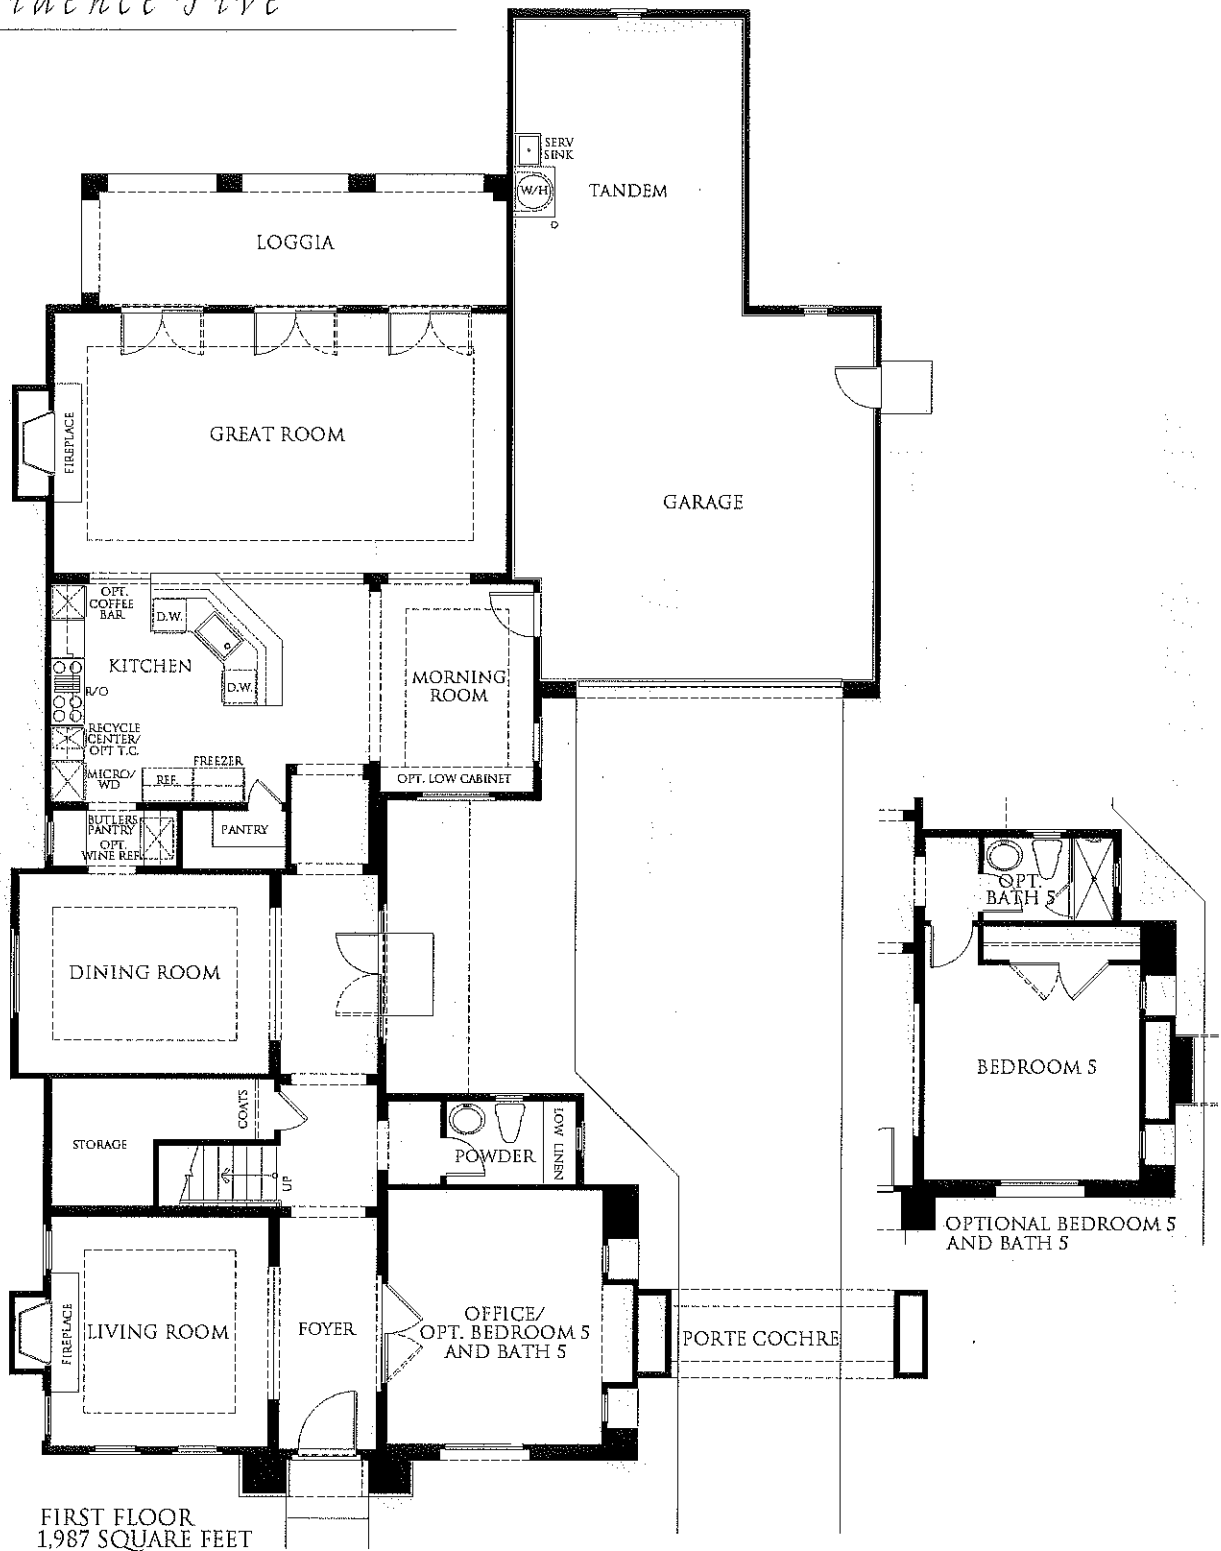 SERV
SINK
W/H
TANDEM
LOGGIA
FIREPLACE
GREAT ROOM
GARAGE
OPT.
COFFEE
BAR
D.W.
KITCHEN
R/O
D.W.
MORNING
ROOM
RECYCLE
CENTER/
OPT T.C.
MICRO/
WD
REF.
FREEZER
OPT. LOW CABINET
BUTLERS
PANTRY
OPT.
WINE REF.
PANTRY
DINING ROOM
COATS
STORAGE
UP
POWDER
LOW LINEN
FIREPLACE
LIVING ROOM
FOYER
OFFICE/
OPT. BEDROOM 5
AND BATH 5
PORTE COCHRE
OPT.
BATH 5
BEDROOM 5
OPTIONAL BEDROOM 5
AND BATH 5
FIRST FLOOR
1,987 SQUARE FEET